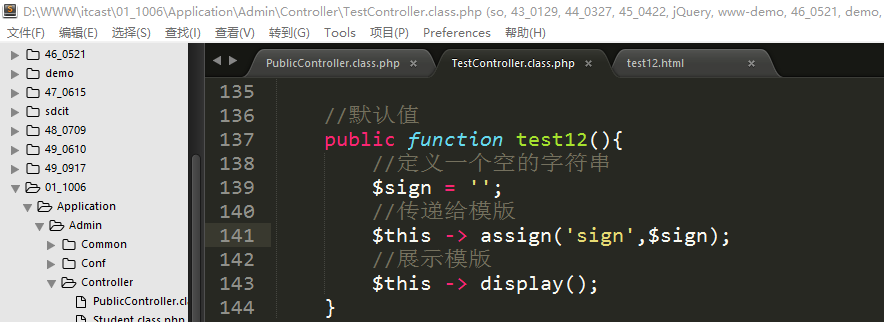 D:\WWW\itcast\01_1006\Application\Admin\Controller\TestController.class.php (so, 43_0129, 44_0327, 45_0422, jQuery, www-demo, 46_0521, demo,
文件(F) 编辑(E) 选择(S) 查找(I) 查看(V) 转到(G) Tools 项目(P) Preferences 帮助(H)
46_0521
demo
47_0615
sdcit
48_0709
49_0610
49_0917
01_1006
Application
Admin
Common
Conf
Controller
PublicController.cl
Student.class.php
PublicController.class.php × TestController.class.php × test12.html ×
135
136 //默认值
137 public function test12(){
138 //定义一个空的字符串
139 $sign = '';
140 //传递给模版
141 $this -> assign('sign',$sign);
142 //展示模版
143 $this -> display();
144 }